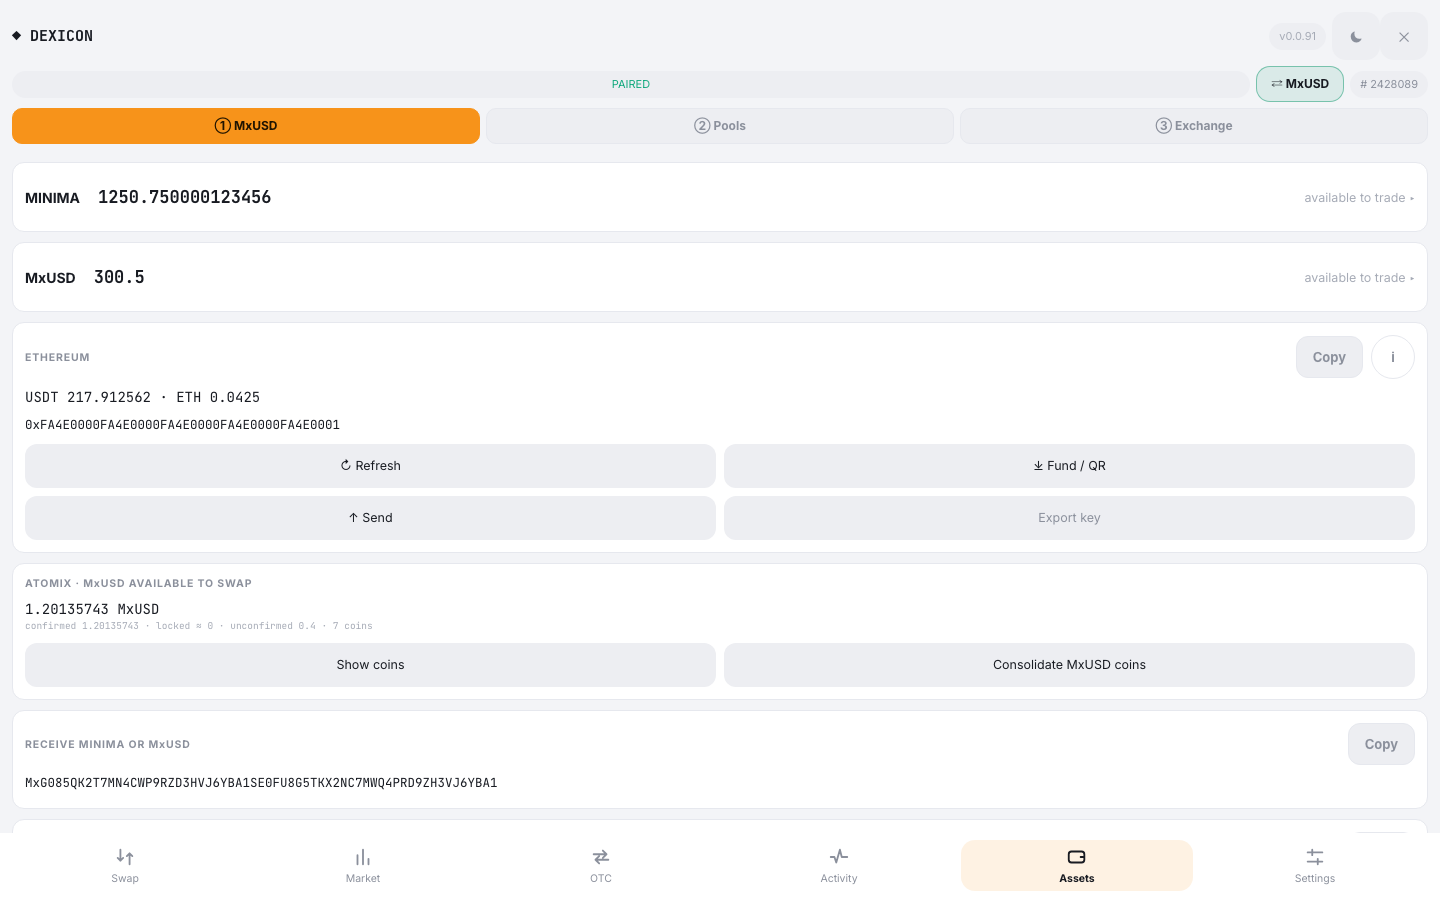 ◆ DEXICON
v0.0.91
PAIRED
⇄ MxUSD
# 2428089
① MxUSD
② Pools
③ Exchange
MINIMA 1250.750000123456
available to trade ▸
MxUSD 300.5
available to trade ▸
ETHEREUM
Copy
i
USDT 217.912562 · ETH 0.0425
0xFA4E0000FA4E0000FA4E0000FA4E0000FA4E0001
↻ Refresh
⤓ Fund / QR
↑ Send
Export key
ATOMIX · MxUSD AVAILABLE TO SWAP
1.20135743 MxUSD
confirmed 1.20135743 · locked ≈ 0 · unconfirmed 0.4 · 7 coins
Show coins
Consolidate MxUSD coins
RECEIVE MINIMA OR MxUSD
Copy
MxG085QK2T7MN4CWP9RZD3HVJ6YBA1SE0FU8G5TKX2NC7MWQ4PRD9ZH3VJ6YBA1
Swap
Market
OTC
Activity
Assets
Settings